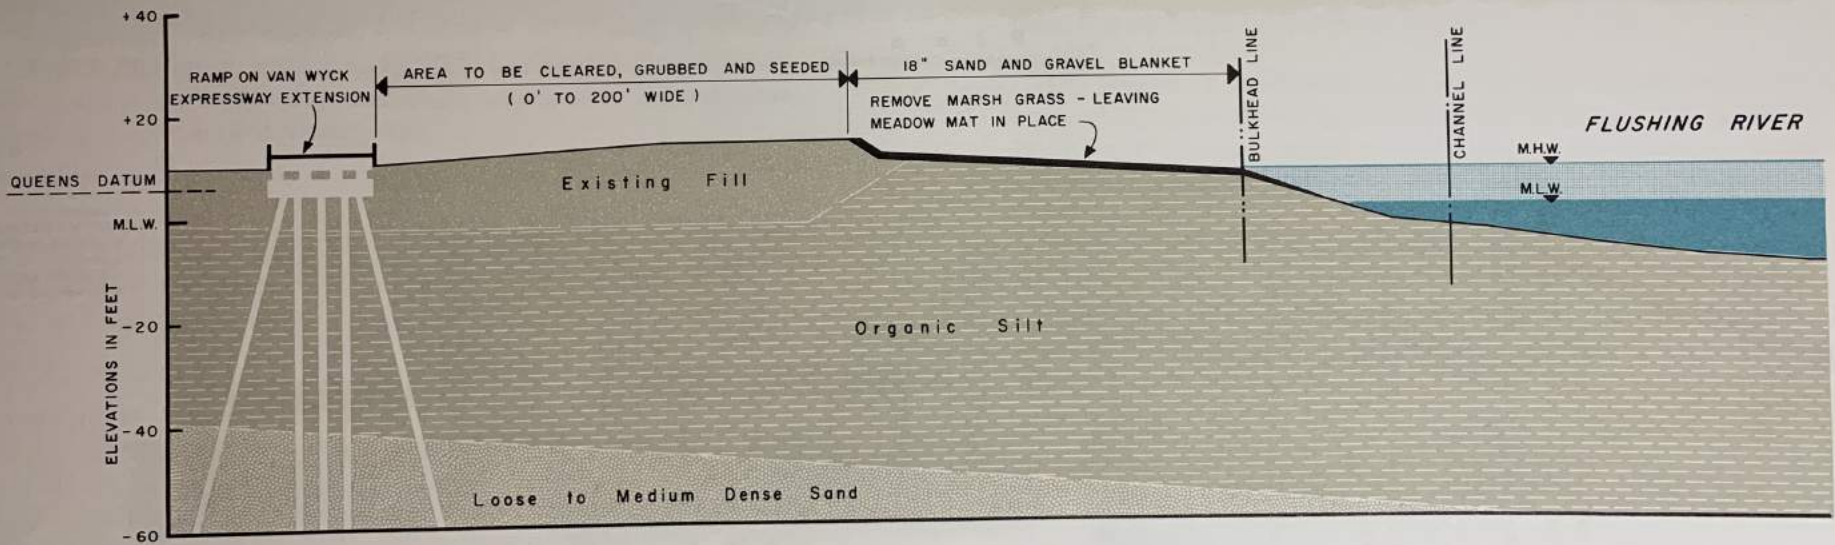 +40
+20
QUEENS DATUM
M.L.W.
-20
-40
-60
ELEVATIONS IN FEET
RAMP ON VAN WYCK
EXPRESSWAY EXTENSION
AREA TO BE CLEARED, GRUBBED AND SEEDED
( 0' TO 200' WIDE )
18" SAND AND GRAVEL BLANKET
REMOVE MARSH GRASS - LEAVING
MEADOW MAT IN PLACE
BULKHEAD LINE
CHANNEL LINE
FLUSHING RIVER
M.H.W.
M.L.W.
Existing Fill
Organic Silt
Loose to Medium Dense Sand